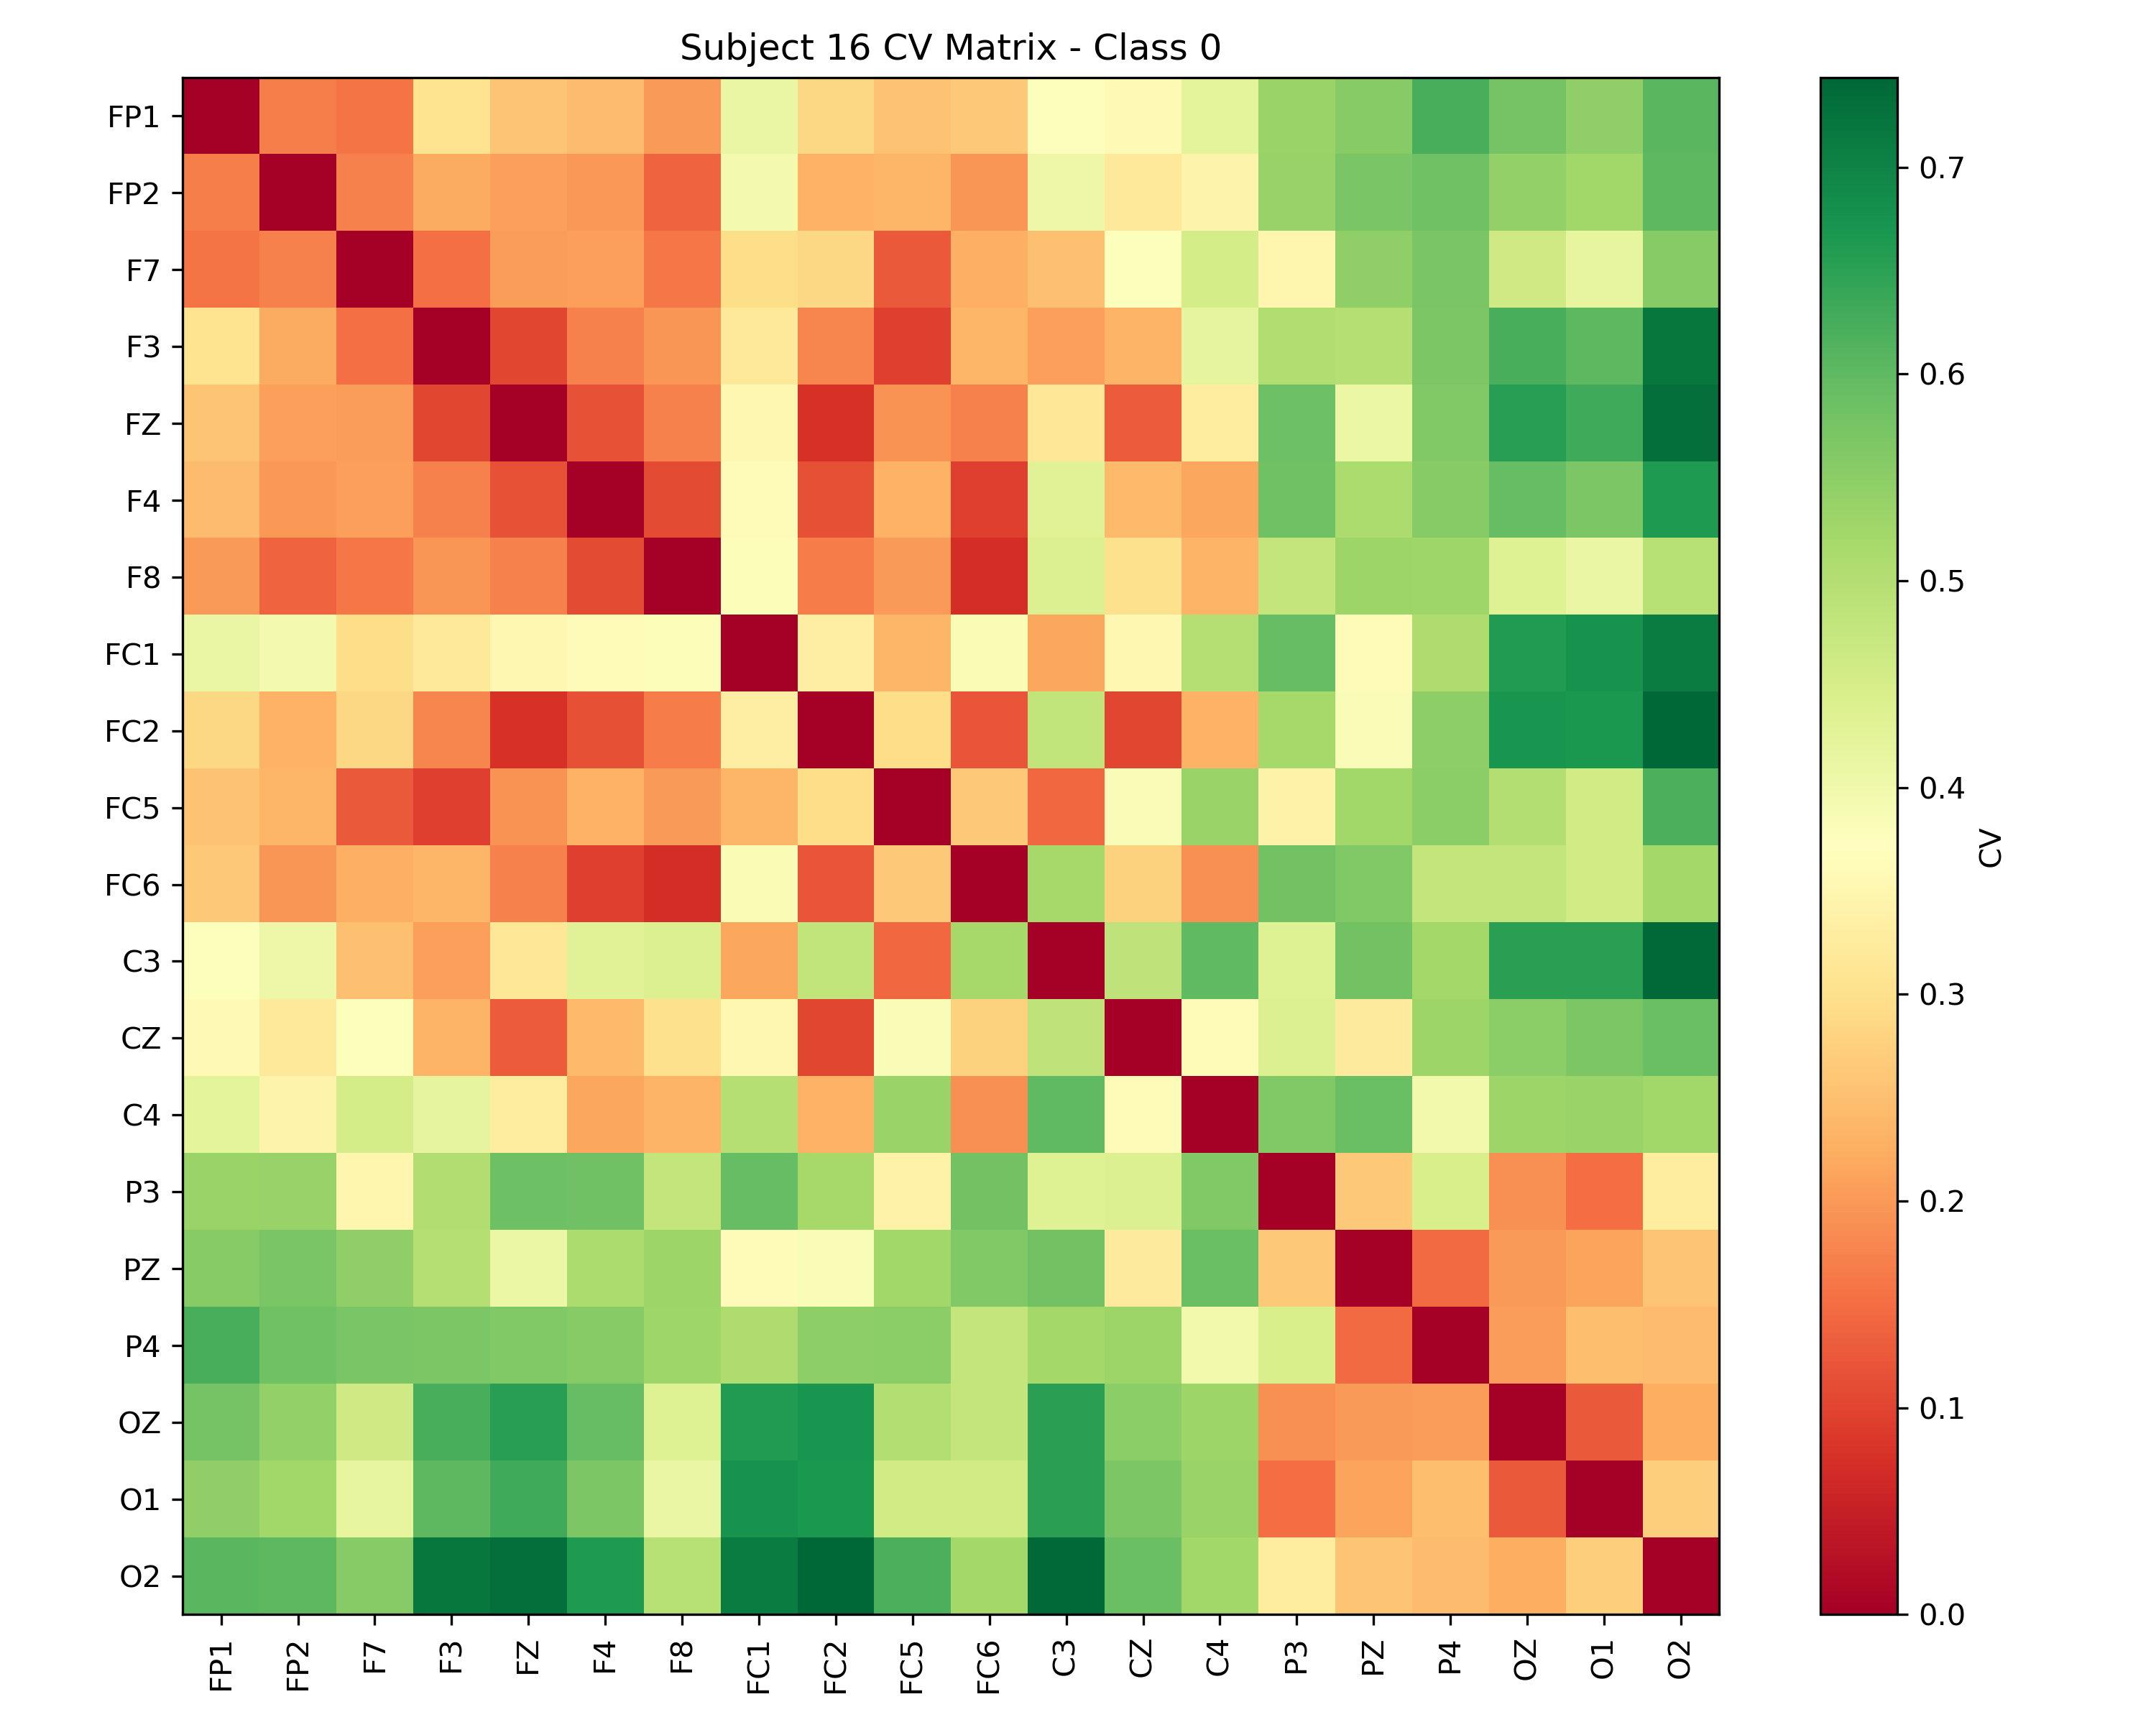 Subject 16 CV Matrix - Class 0
FP1
FP2
F7
F3
FZ
F4
F8
FC1
FC2
FC5
FC6
C3
CZ
C4
P3
PZ
P4
OZ
O1
O2
FP1 FP2 F7 F3 FZ F4 F8 FC1 FC2 FC5 FC6 C3 CZ C4 P3 PZ P4 OZ O1 O2
0.7
0.6
0.5
0.4
0.3
0.2
0.1
0.0
CV